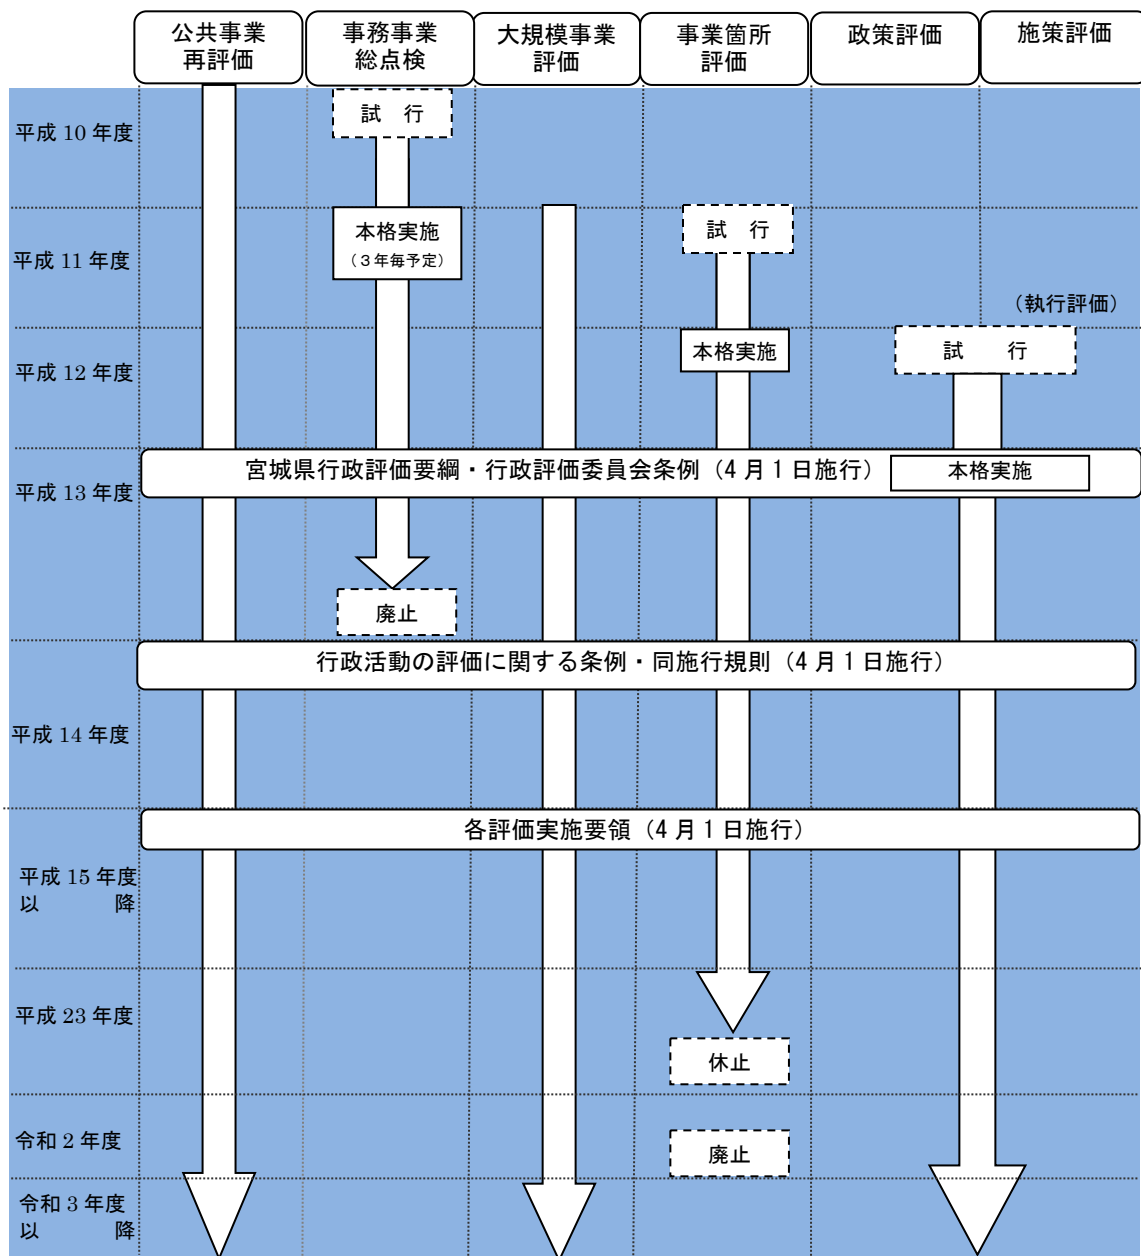 公共事業
再評価
事務事業
総点検
大規模事業
評価
事業箇所
評価
政策評価
施策評価
平成 10 年度
試　行
平成 11 年度
本格実施
（３年毎予定）
試　行
（執行評価）
平成 12 年度
本格実施
試　　行
平成 13 年度
宮城県行政評価要綱・行政評価委員会条例（4 月 1 日施行）
本格実施
廃止
行政活動の評価に関する条例・同施行規則（4 月 1 日施行）
平成 14 年度
各評価実施要領（4 月 1 日施行）
平成 15 年度
以　　　降
平成 23 年度
休止
令和 2 年度
廃止
令和 3 年度
以　　　降